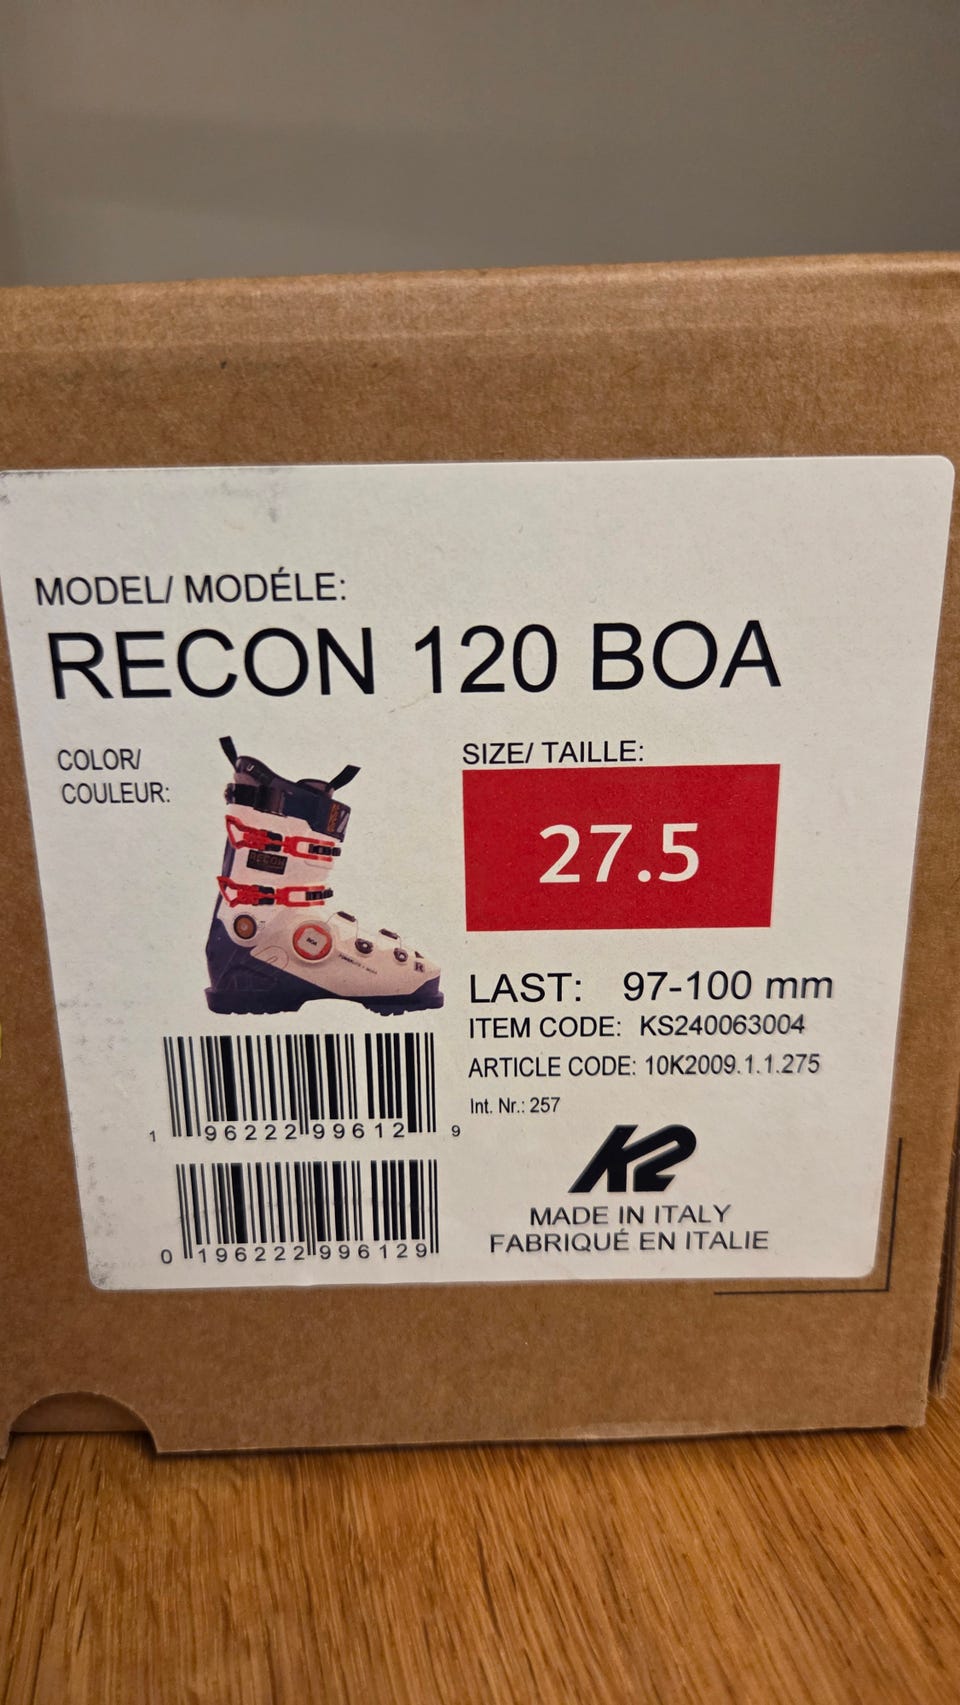 MODEL/ MODÉLE:
RECON 120 BOA
COLOR/
COULEUR:
SIZE/ TAILLE:
27.5
RECON
BOA
R
LAST: 97-100 mm
ITEM CODE: KS240063004
ARTICLE CODE: 10K2009.1.1.275
Int. Nr.: 257
1 96222 99612 9
0 196222 996129
K2
MADE IN ITALY
FABRIQUÉ EN ITALIE